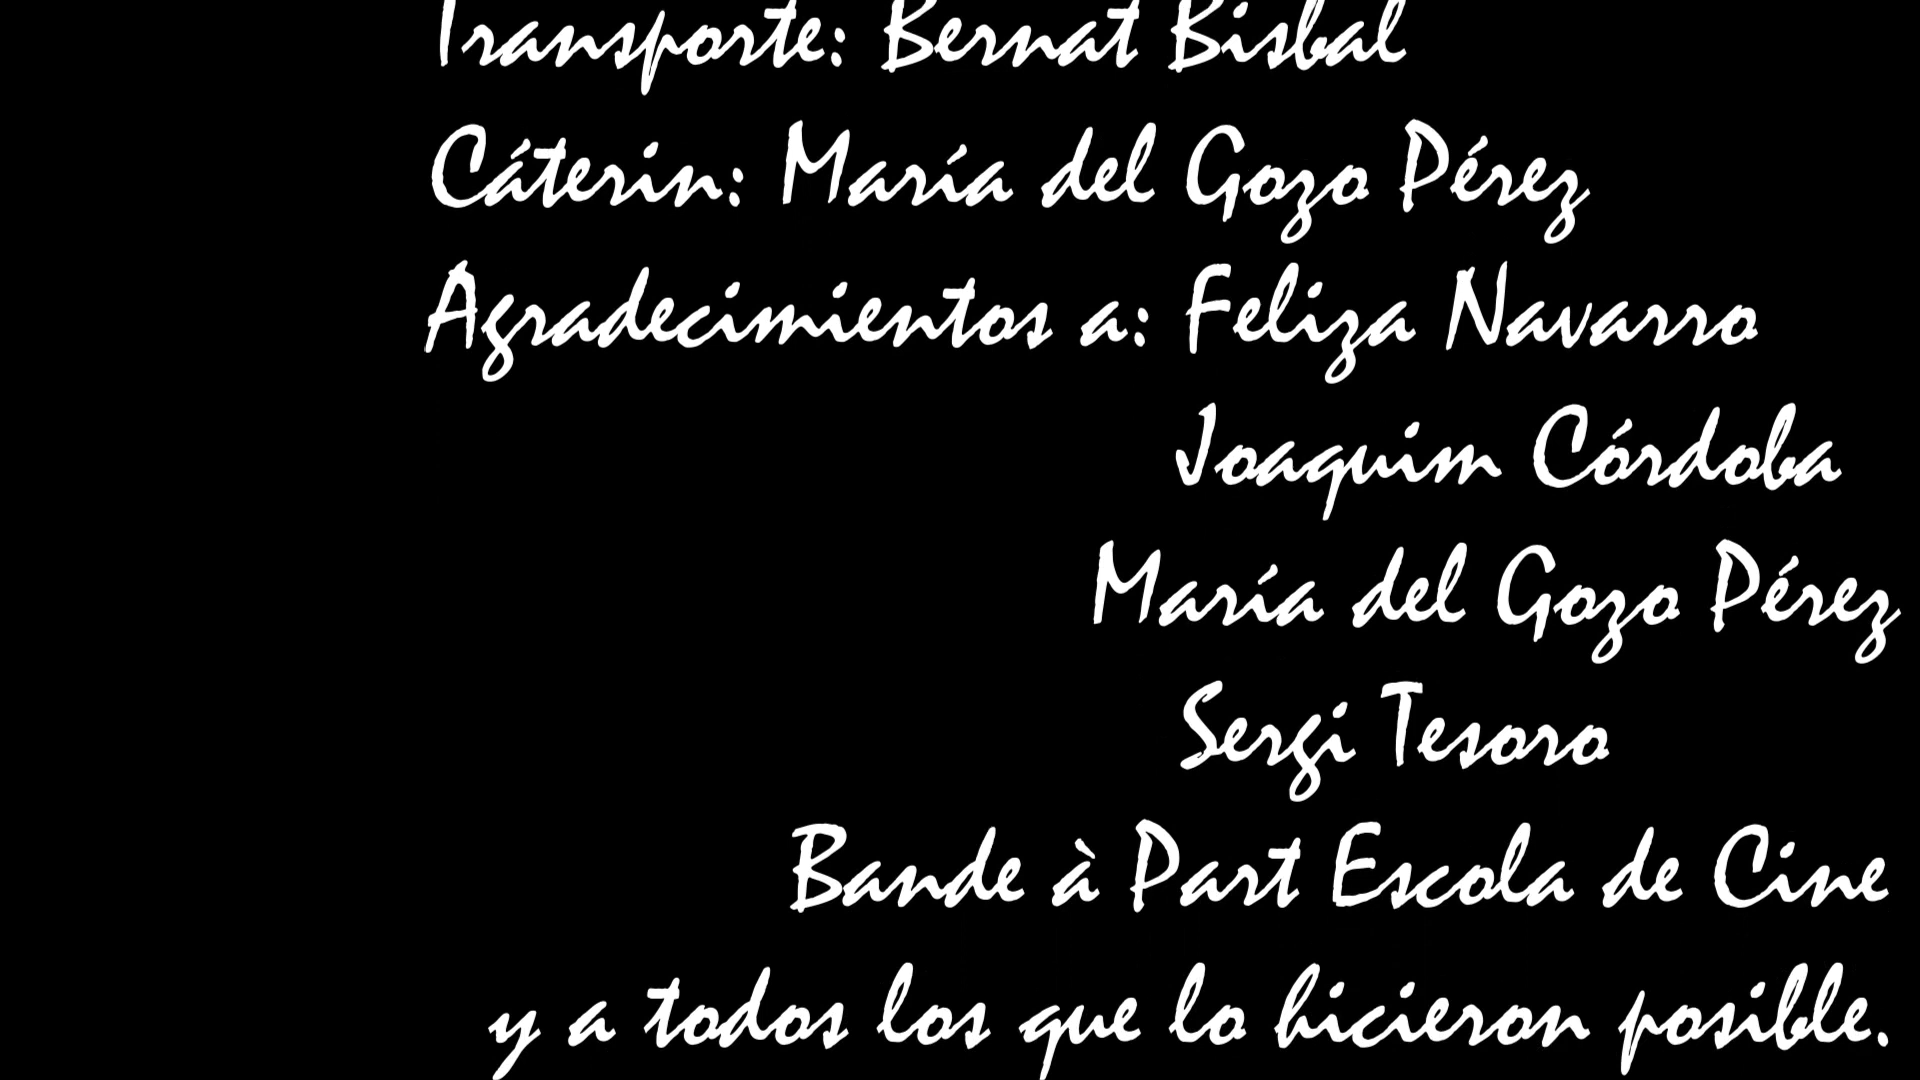 Transporte: Bernat Bisbal
Cáterin: María del Gozo Pérez
Agradecimientos a: Feliza Navarro
Joaquim Córdoba
María del Gozo Pérez
Sergi Tesoro
Bande à Part Escola de Cine
y a todos los que lo hicieron posible.